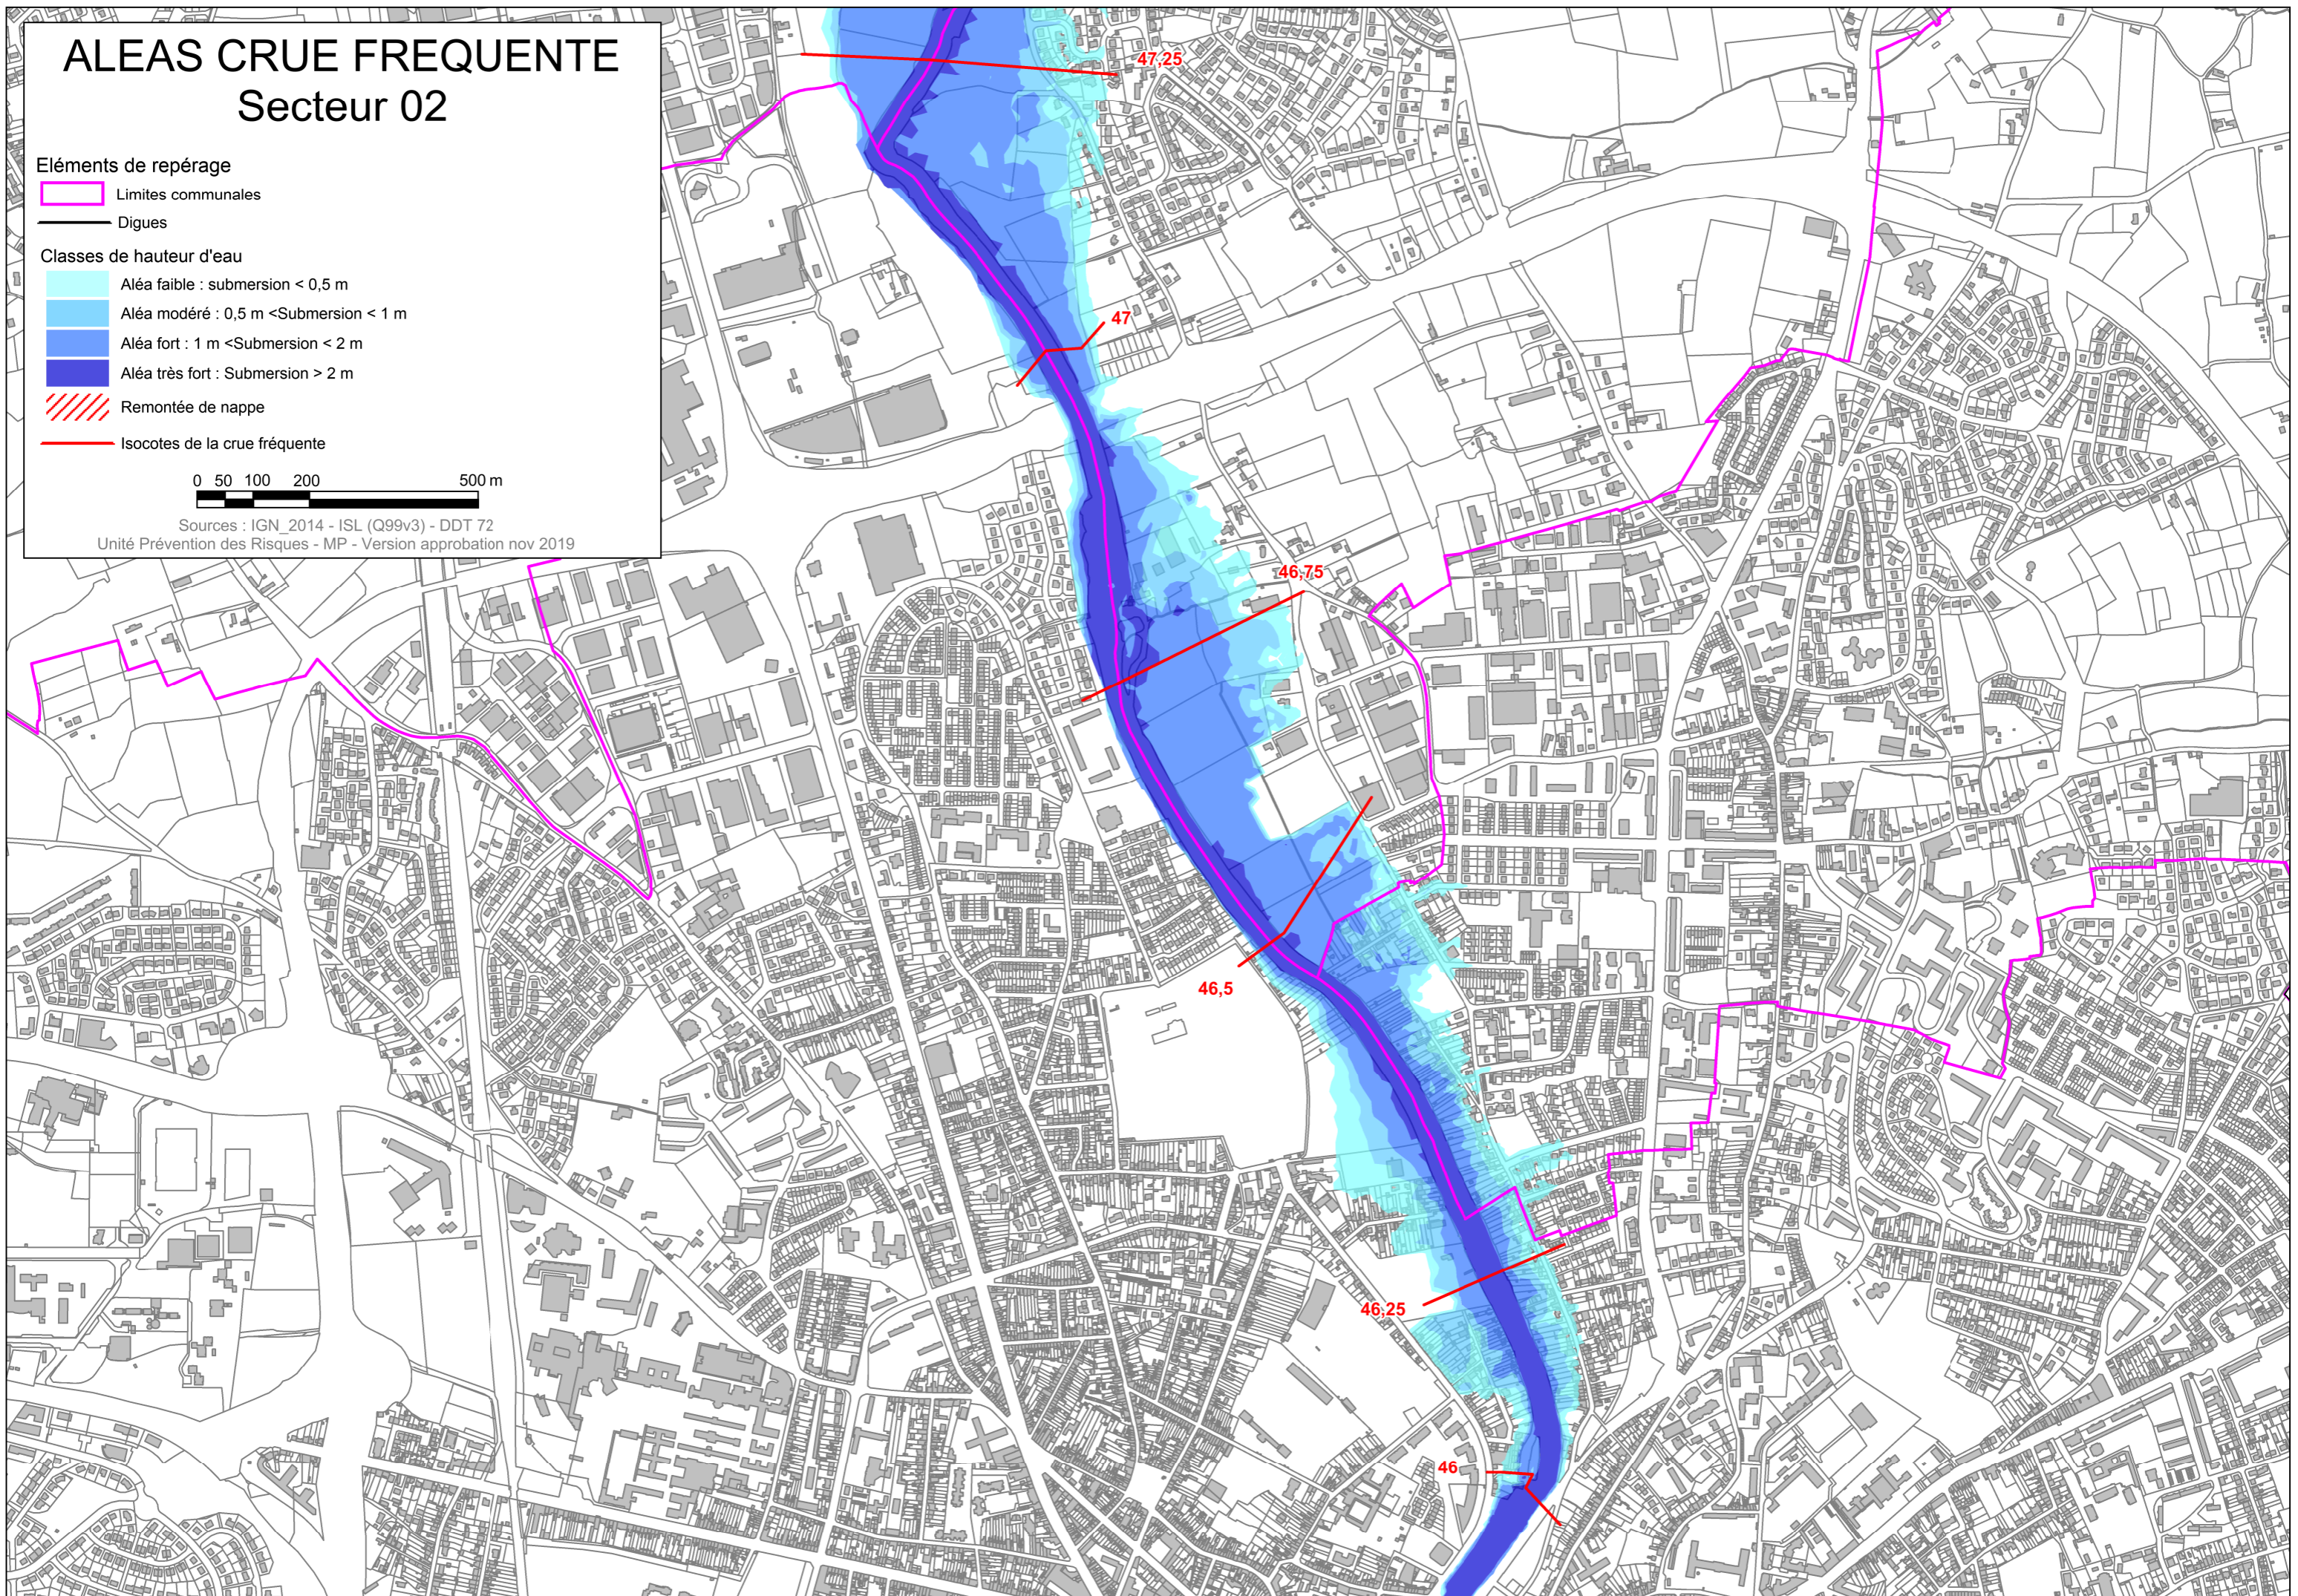 ALEAS CRUE FREQUENTE
Secteur 02
Eléments de repérage
Limites communales
Digues
Classes de hauteur d'eau
Aléa faible : submersion < 0,5 m
Aléa modéré : 0,5 m <Submersion < 1 m
Aléa fort : 1 m <Submersion < 2 m
Aléa très fort : Submersion > 2 m
Remontée de nappe
Isocotes de la crue fréquente
0 50 100 200 500 m
Sources : IGN_2014 - ISL (Q99v3) - DDT 72
Unité Prévention des Risques - MP - Version approbation nov 2019
47,25
47
46,75
46,5
46,25
46